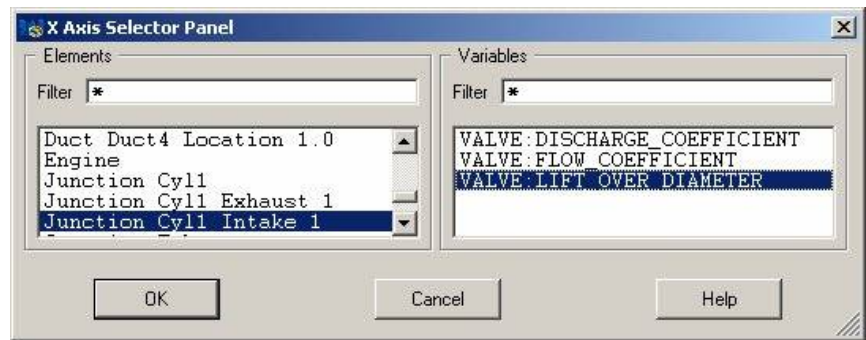 X Axis Selector Panel
Elements
Filter *
Duct Duct4 Location 1.0
Engine
Junction Cyl1
Junction Cyl1 Exhaust 1
Junction Cyl1 Intake 1
Variables
Filter *
VALVE:DISCHARGE_COEFFICIENT
VALVE:FLOW_COEFFICIENT
VALVE:LIFT_OVER_DIAMETER
OK
Cancel
Help